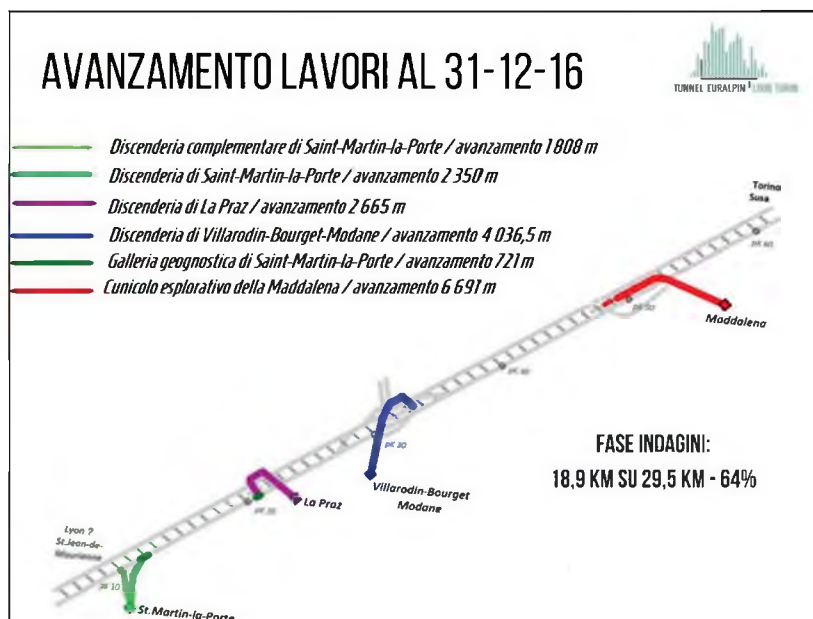 AVANZAMENTO LAVORI AL 31-12-16
TUNNEL EURALPIN LYON TURIN
Discenderia complementare di Saint-Martin-la-Porte / avanzamento 1 808 m
Discenderia di Saint-Martin-la-Porte / avanzamento 2 350 m
Discenderia di La Praz / avanzamento 2 665 m
Discenderia di Villarodin-Bourget-Modane / avanzamento 4 036,5 m
Galleria geognostica di Saint-Martin-la-Porte / avanzamento 721 m
Cunicolo esplorativo della Maddalena / avanzamento 6 691 m
Torino
Susa
Maddalena
FASE INDAGINI:
18,9 KM SU 29,5 KM - 64%
Villarodin-Bourget
Modane
La Praz
Lyon ?
St.Jean-de-
Maurienne
pk 10
St.Martin-la-Porte